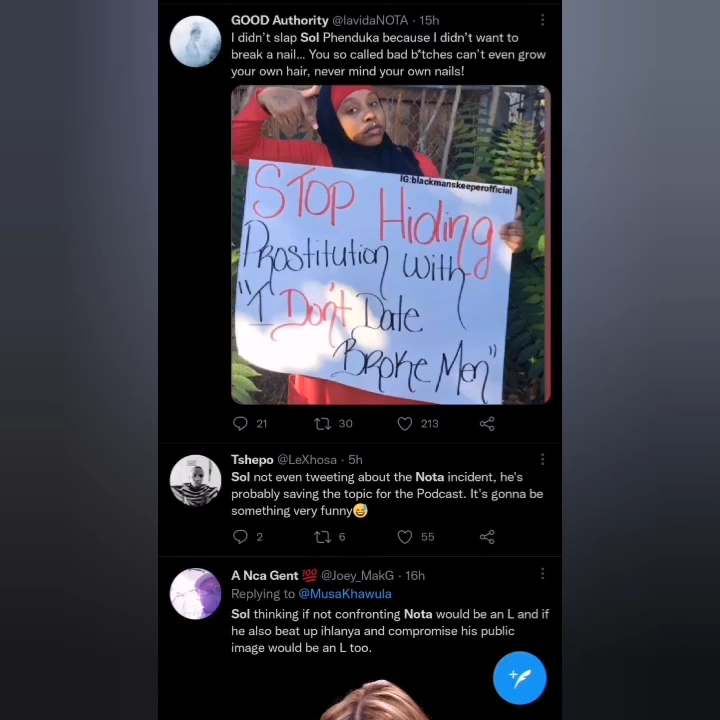 GOOD Authority @lavidaNOTA · 15h
I didn't slap Sol Phenduka because I didn't want to
break a nail... You so called bad b*tches can't even grow
your own hair, never mind your own nails!
IG:blackmanskeeperofficial
STOP Hiding
Prostitution with
"I Don't Date
Broke Men"
21 30 213
Tshepo @LeXhosa · 5h
Sol not even tweeting about the Nota incident, he's
probably saving the topic for the Podcast. It's gonna be
something very funny😅
2 6 55
A Nca Gent 💯 @Joey_MakG · 16h
Replying to @MusaKhawula
Sol thinking if not confronting Nota would be an L and if
he also beat up ihlanya and compromise his public
image would be an L too.